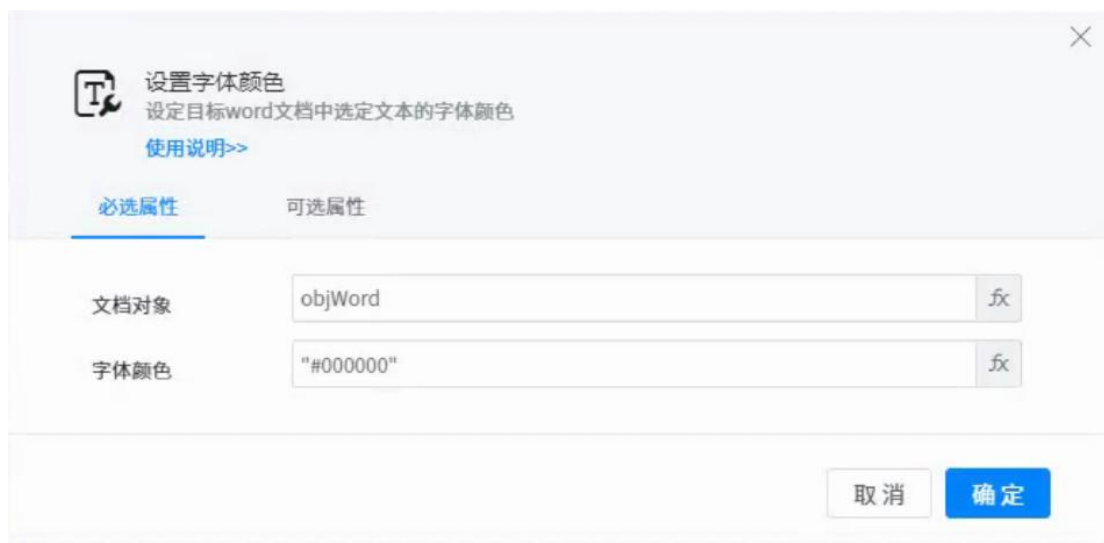 设置字体颜色
设定目标word文档中选定文本的字体颜色
使用说明>>
必选属性 可选属性
文档对象 objWord fx
字体颜色 "#000000" fx
取消 确定